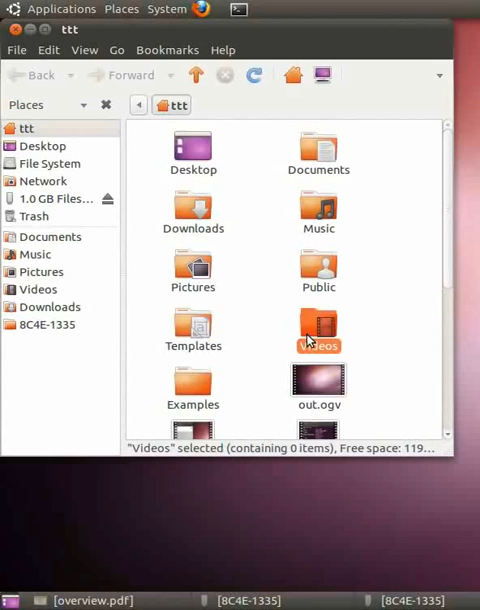 Applications Places System
ttt
File Edit View Go Bookmarks Help
Back Forward
Places ttt
ttt
Desktop
File System
Network
1.0 GB Files...
Trash
Documents
Music
Pictures
Videos
Downloads
8C4E-1335
Desktop Documents
Downloads Music
Pictures Public
Templates Videos
Examples out.ogv
"Videos" selected (containing 0 items), Free space: 119...
[overview.pdf] [8C4E-1335] [8C4E-1335]